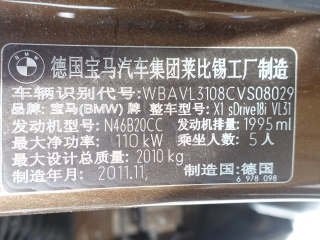 德国宝马汽车集团莱比锡工厂制造
车辆识别代号: WBAVL3108CVS08029
品牌: 宝马(BMW) 牌 整车型号: X1 sDrive18i VL31
发动机型号: N46B20CC 发动机排量: 1995 ml
最大净功率: 110 kW 乘坐人数: 5 人
最大总质量: 2010 kg
制造年月: 2011.11, 制造国: 德国
6 978 098